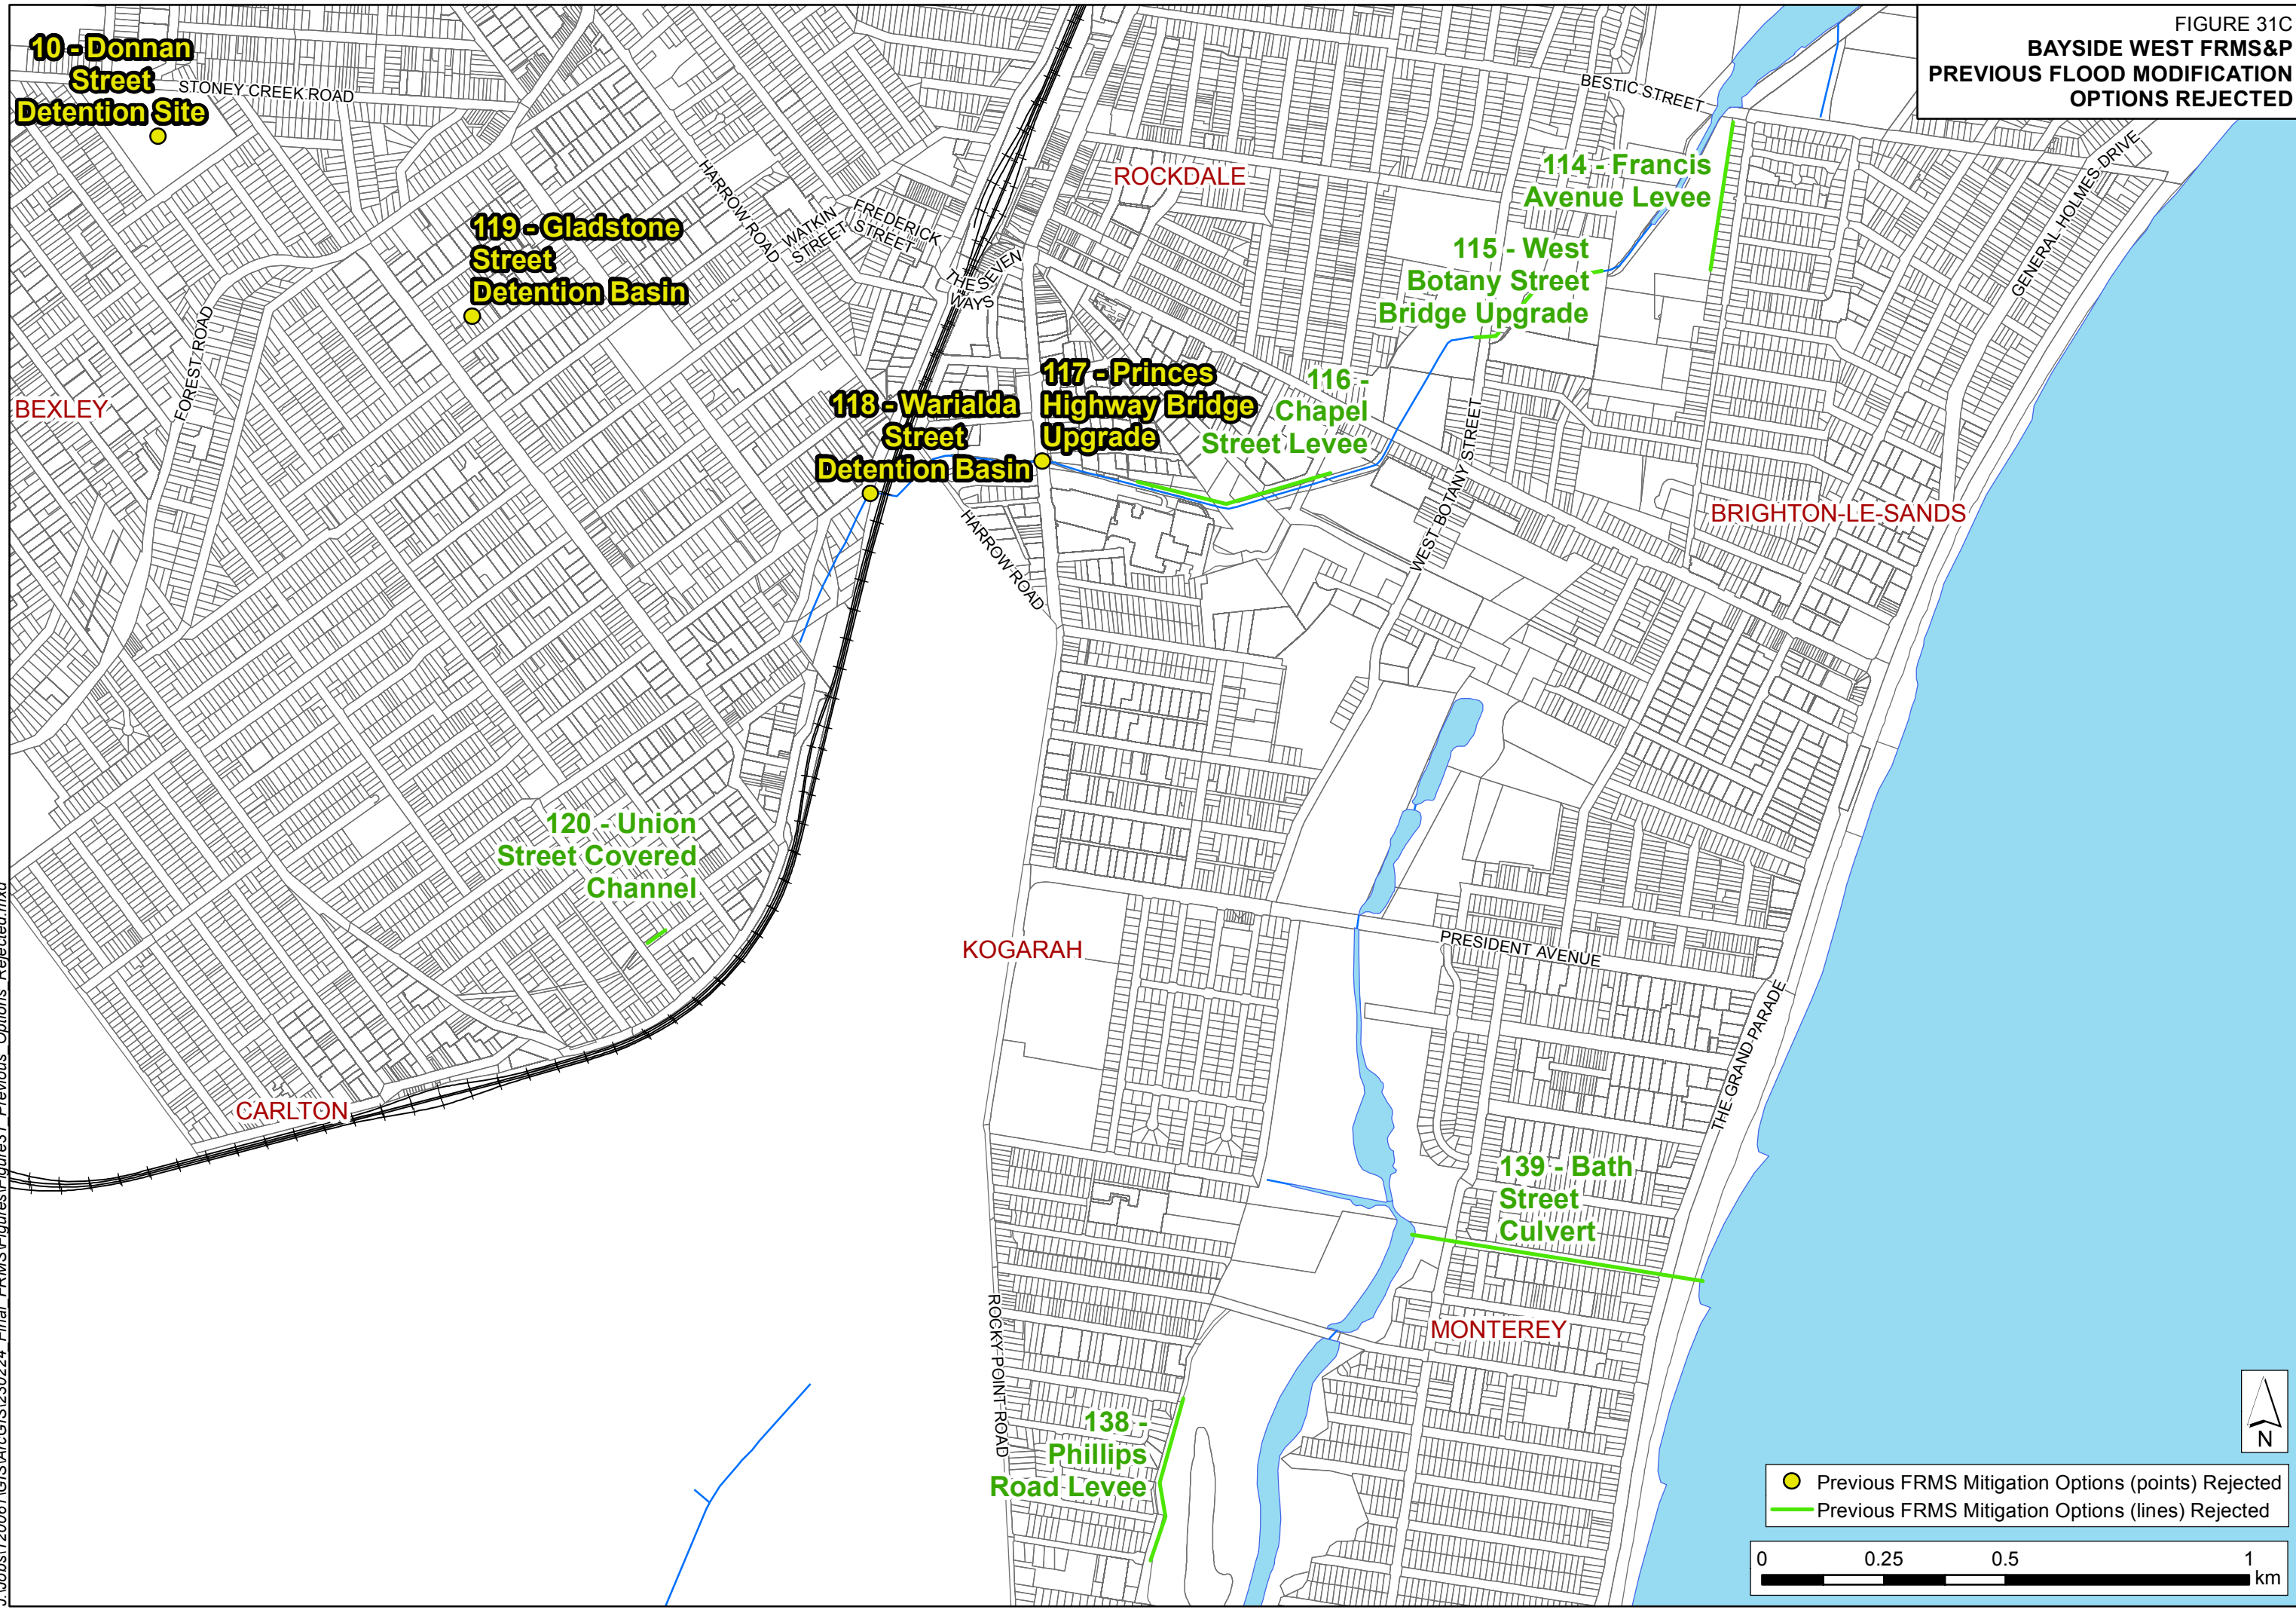 FIGURE 31C
BAYSIDE WEST FRMS&P
PREVIOUS FLOOD MODIFICATION
OPTIONS REJECTED
10 - Donnan
Street
Detention Site
STONEY CREEK ROAD
BESTIC STREET
GENERAL HOLMES DRIVE
HARROW ROAD
WATKIN
STREET
FREDERICK
STREET
THE SEVEN
WAYS
ROCKDALE
114 - Francis
Avenue Levee
119 - Gladstone
Street
Detention Basin
115 - West
Botany Street
Bridge Upgrade
FOREST ROAD
BEXLEY
118 - Warialda
Street
Detention Basin
117 - Princes
Highway Bridge
Upgrade
116 -
Chapel
Street Levee
WEST BOTANY STREET
BRIGHTON-LE-SANDS
HARROW ROAD
120 - Union
Street Covered
Channel
KOGARAH
PRESIDENT AVENUE
THE GRAND PARADE
CARLTON
139 - Bath
Street
Culvert
ROCKY POINT ROAD
MONTEREY
138 -
Phillips
Road Levee
N
Previous FRMS Mitigation Options (points) Rejected
Previous FRMS Mitigation Options (lines) Rejected
0 0.25 0.5 1
km